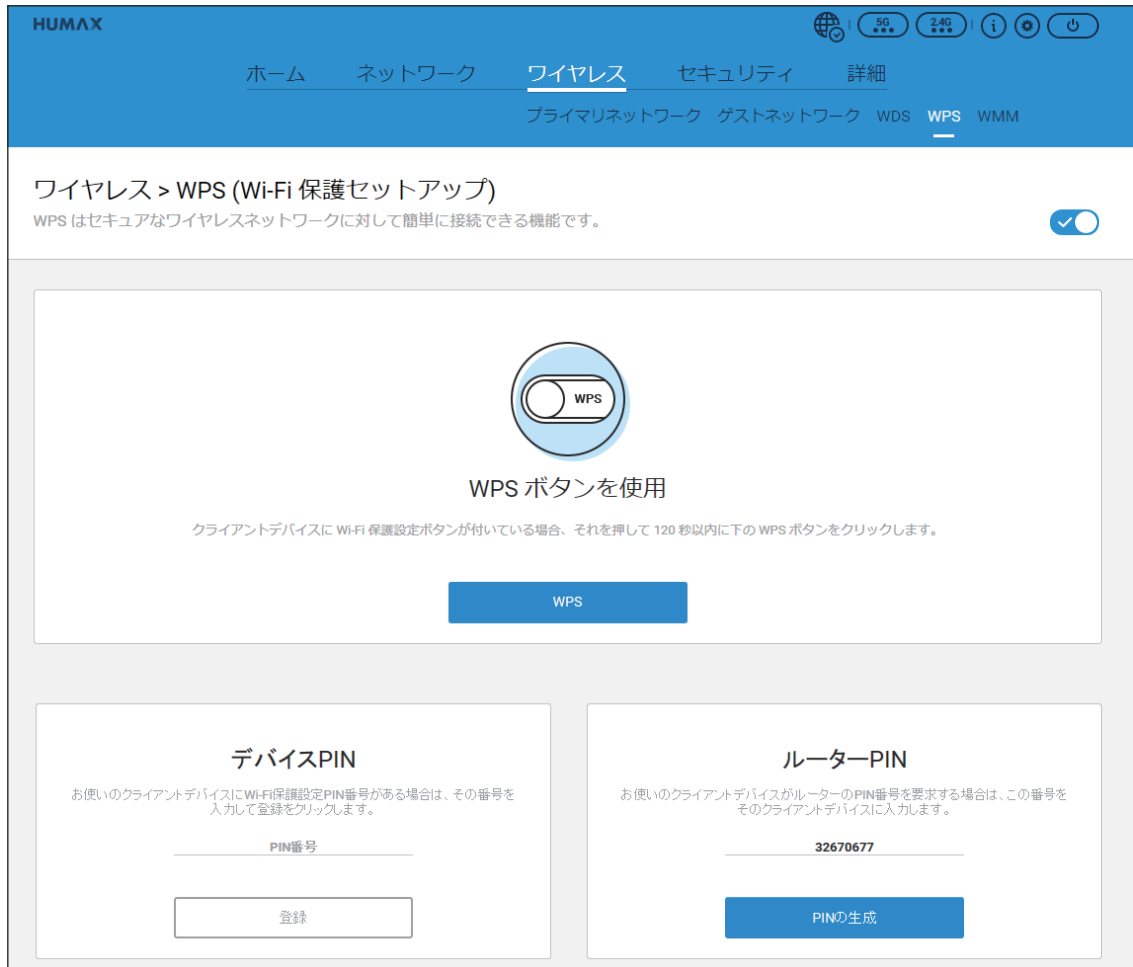 HUMAX
5G
2.4G
ホーム ネットワーク ワイヤレス セキュリティ 詳細
プライマリネットワーク ゲストネットワーク WDS WPS WMM
ワイヤレス > WPS (Wi-Fi 保護セットアップ)
WPS はセキュアなワイヤレスネットワークに対して簡単に接続できる機能です。
WPS
WPS ボタンを使用
クライアントデバイスに Wi-Fi 保護設定ボタンが付いている場合、それを押して 120 秒以内に下の WPS ボタンをクリックします。
WPS
デバイスPIN
お使いのクライアントデバイスにWi-Fi保護設定PIN番号がある場合は、その番号を
入力して登録をクリックします。
PIN番号
登録
ルーターPIN
お使いのクライアントデバイスがルーターのPIN番号を要求する場合は、この番号を
そのクライアントデバイスに入力します。
32670677
PINの生成